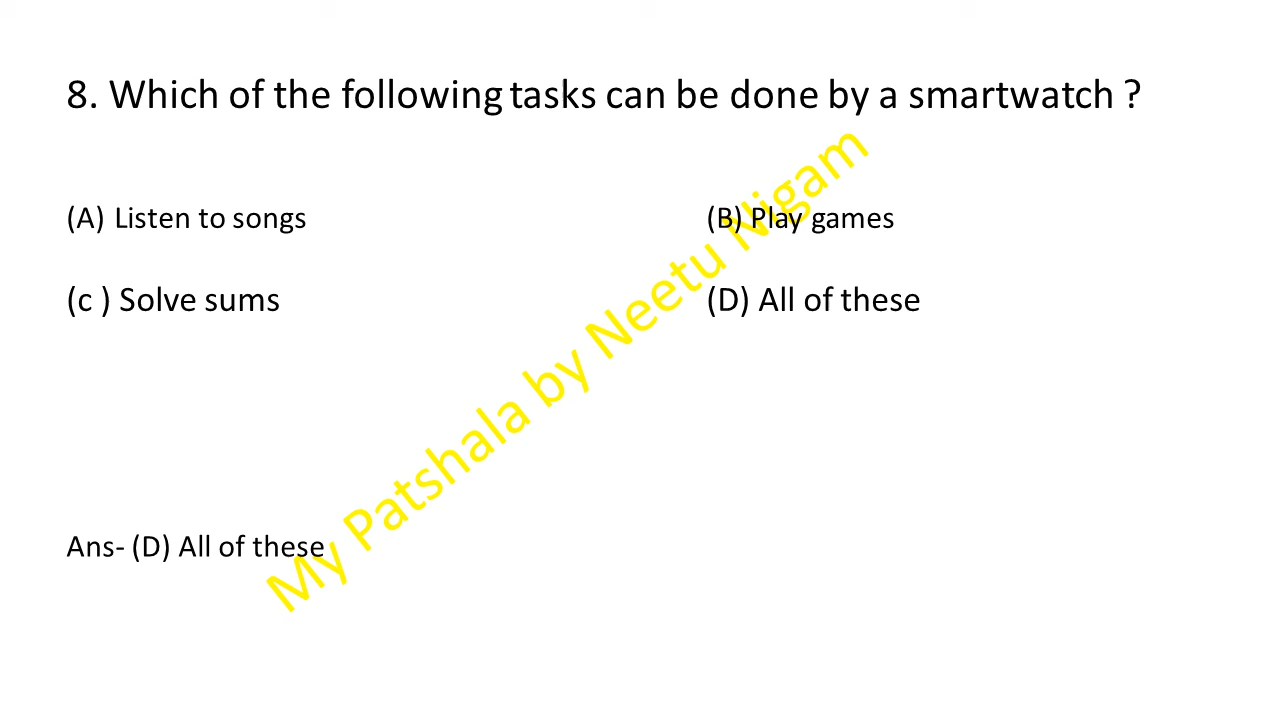 8. Which of the following tasks can be done by a smartwatch ?
(A) Listen to songs
(B) Play games
(c ) Solve sums
(D) All of these
Ans- (D) All of these
My Patshala by Neetu Nigam